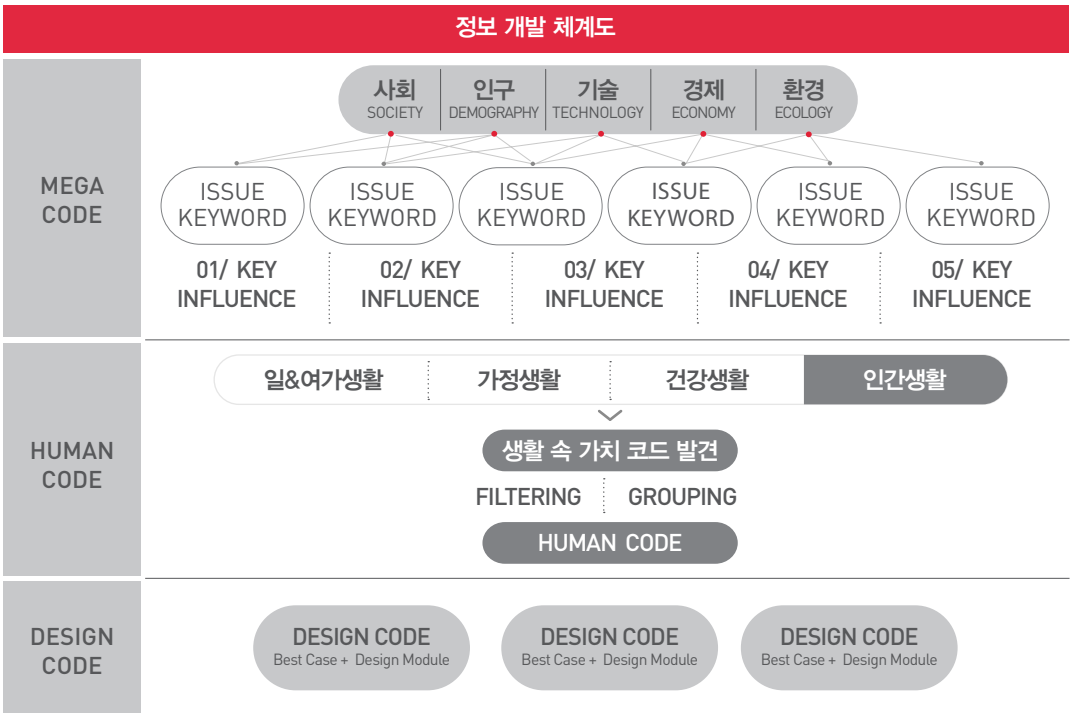 정보 개발 체계도
MEGA
CODE
사회 인구 기술 경제 환경
SOCIETY DEMOGRAPHY TECHNOLOGY ECONOMY ECOLOGY
ISSUE ISSUE ISSUE ISSUE ISSUE ISSUE
KEYWORD KEYWORD KEYWORD KEYWORD KEYWORD KEYWORD
01/ KEY 02/ KEY 03/ KEY 04/ KEY 05/ KEY
INFLUENCE INFLUENCE INFLUENCE INFLUENCE INFLUENCE
HUMAN
CODE
일&여가생활 가정생활 건강생활 인간생활
생활 속 가치 코드 발견
FILTERING GROUPING
HUMAN CODE
DESIGN
CODE
DESIGN CODE DESIGN CODE DESIGN CODE
Best Case + Design Module Best Case + Design Module Best Case + Design Module